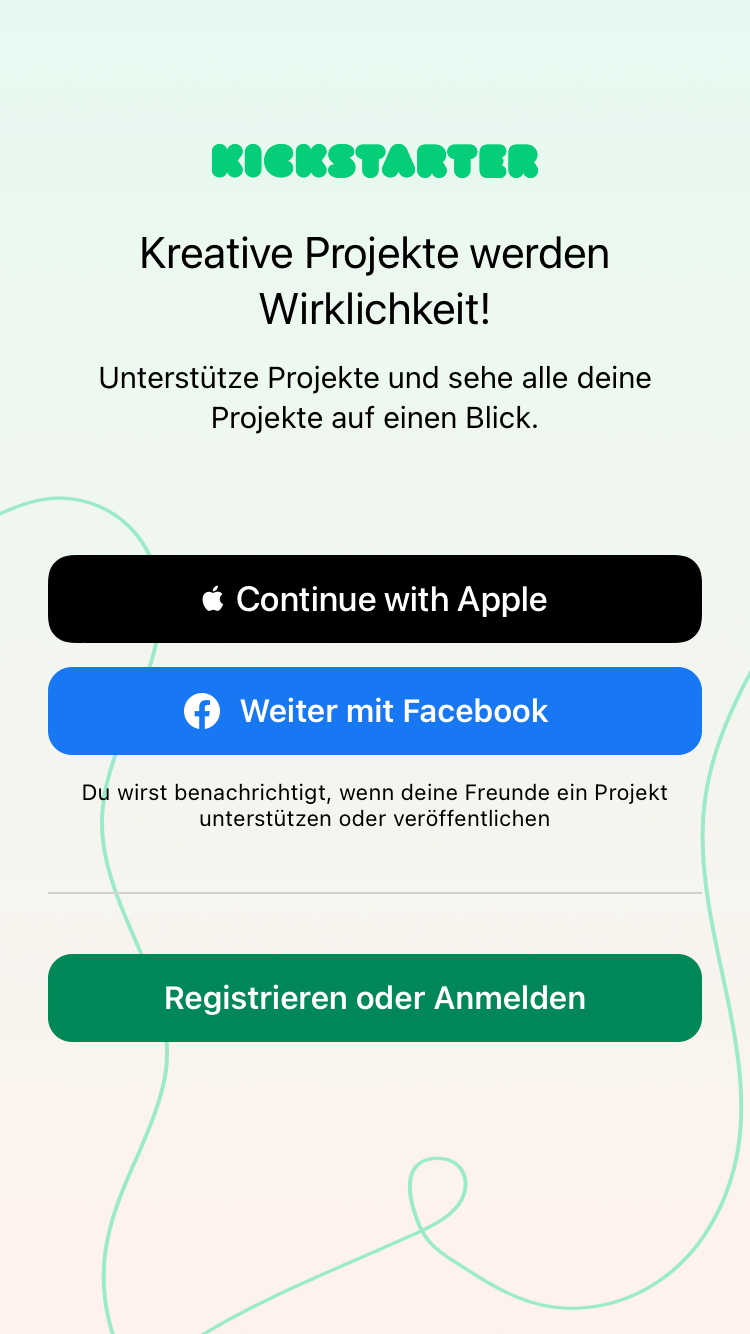 KICKSTARTER
Kreative Projekte werden
Wirklichkeit!
Unterstütze Projekte und sehe alle deine
Projekte auf einen Blick.
Continue with Apple
Weiter mit Facebook
Du wirst benachrichtigt, wenn deine Freunde ein Projekt
unterstützen oder veröffentlichen
Registrieren oder Anmelden